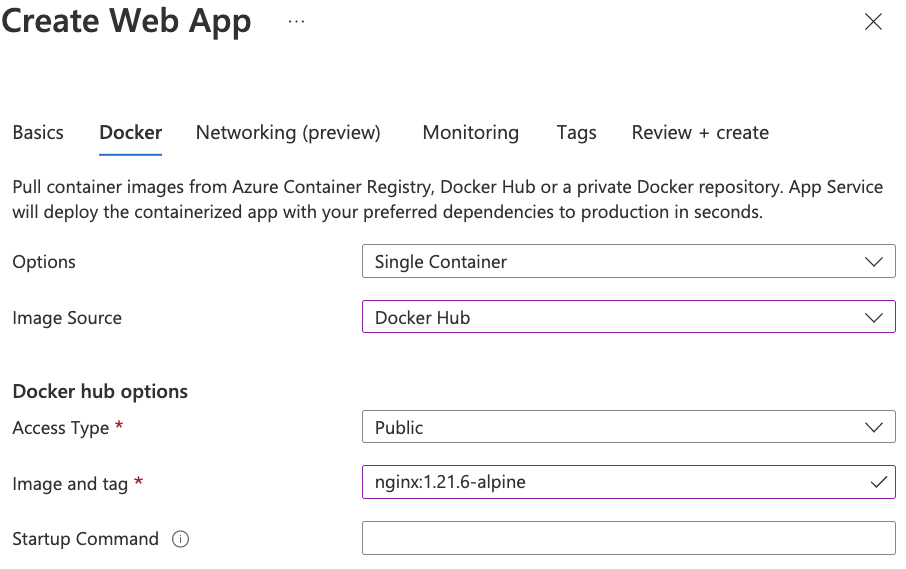 Create Web App ...
Basics Docker Networking (preview) Monitoring Tags Review + create
Pull container images from Azure Container Registry, Docker Hub or a private Docker repository. App Service
will deploy the containerized app with your preferred dependencies to production in seconds.
Options Single Container
Image Source Docker Hub
Docker hub options
Access Type * Public
Image and tag * nginx:1.21.6-alpine
Startup Command